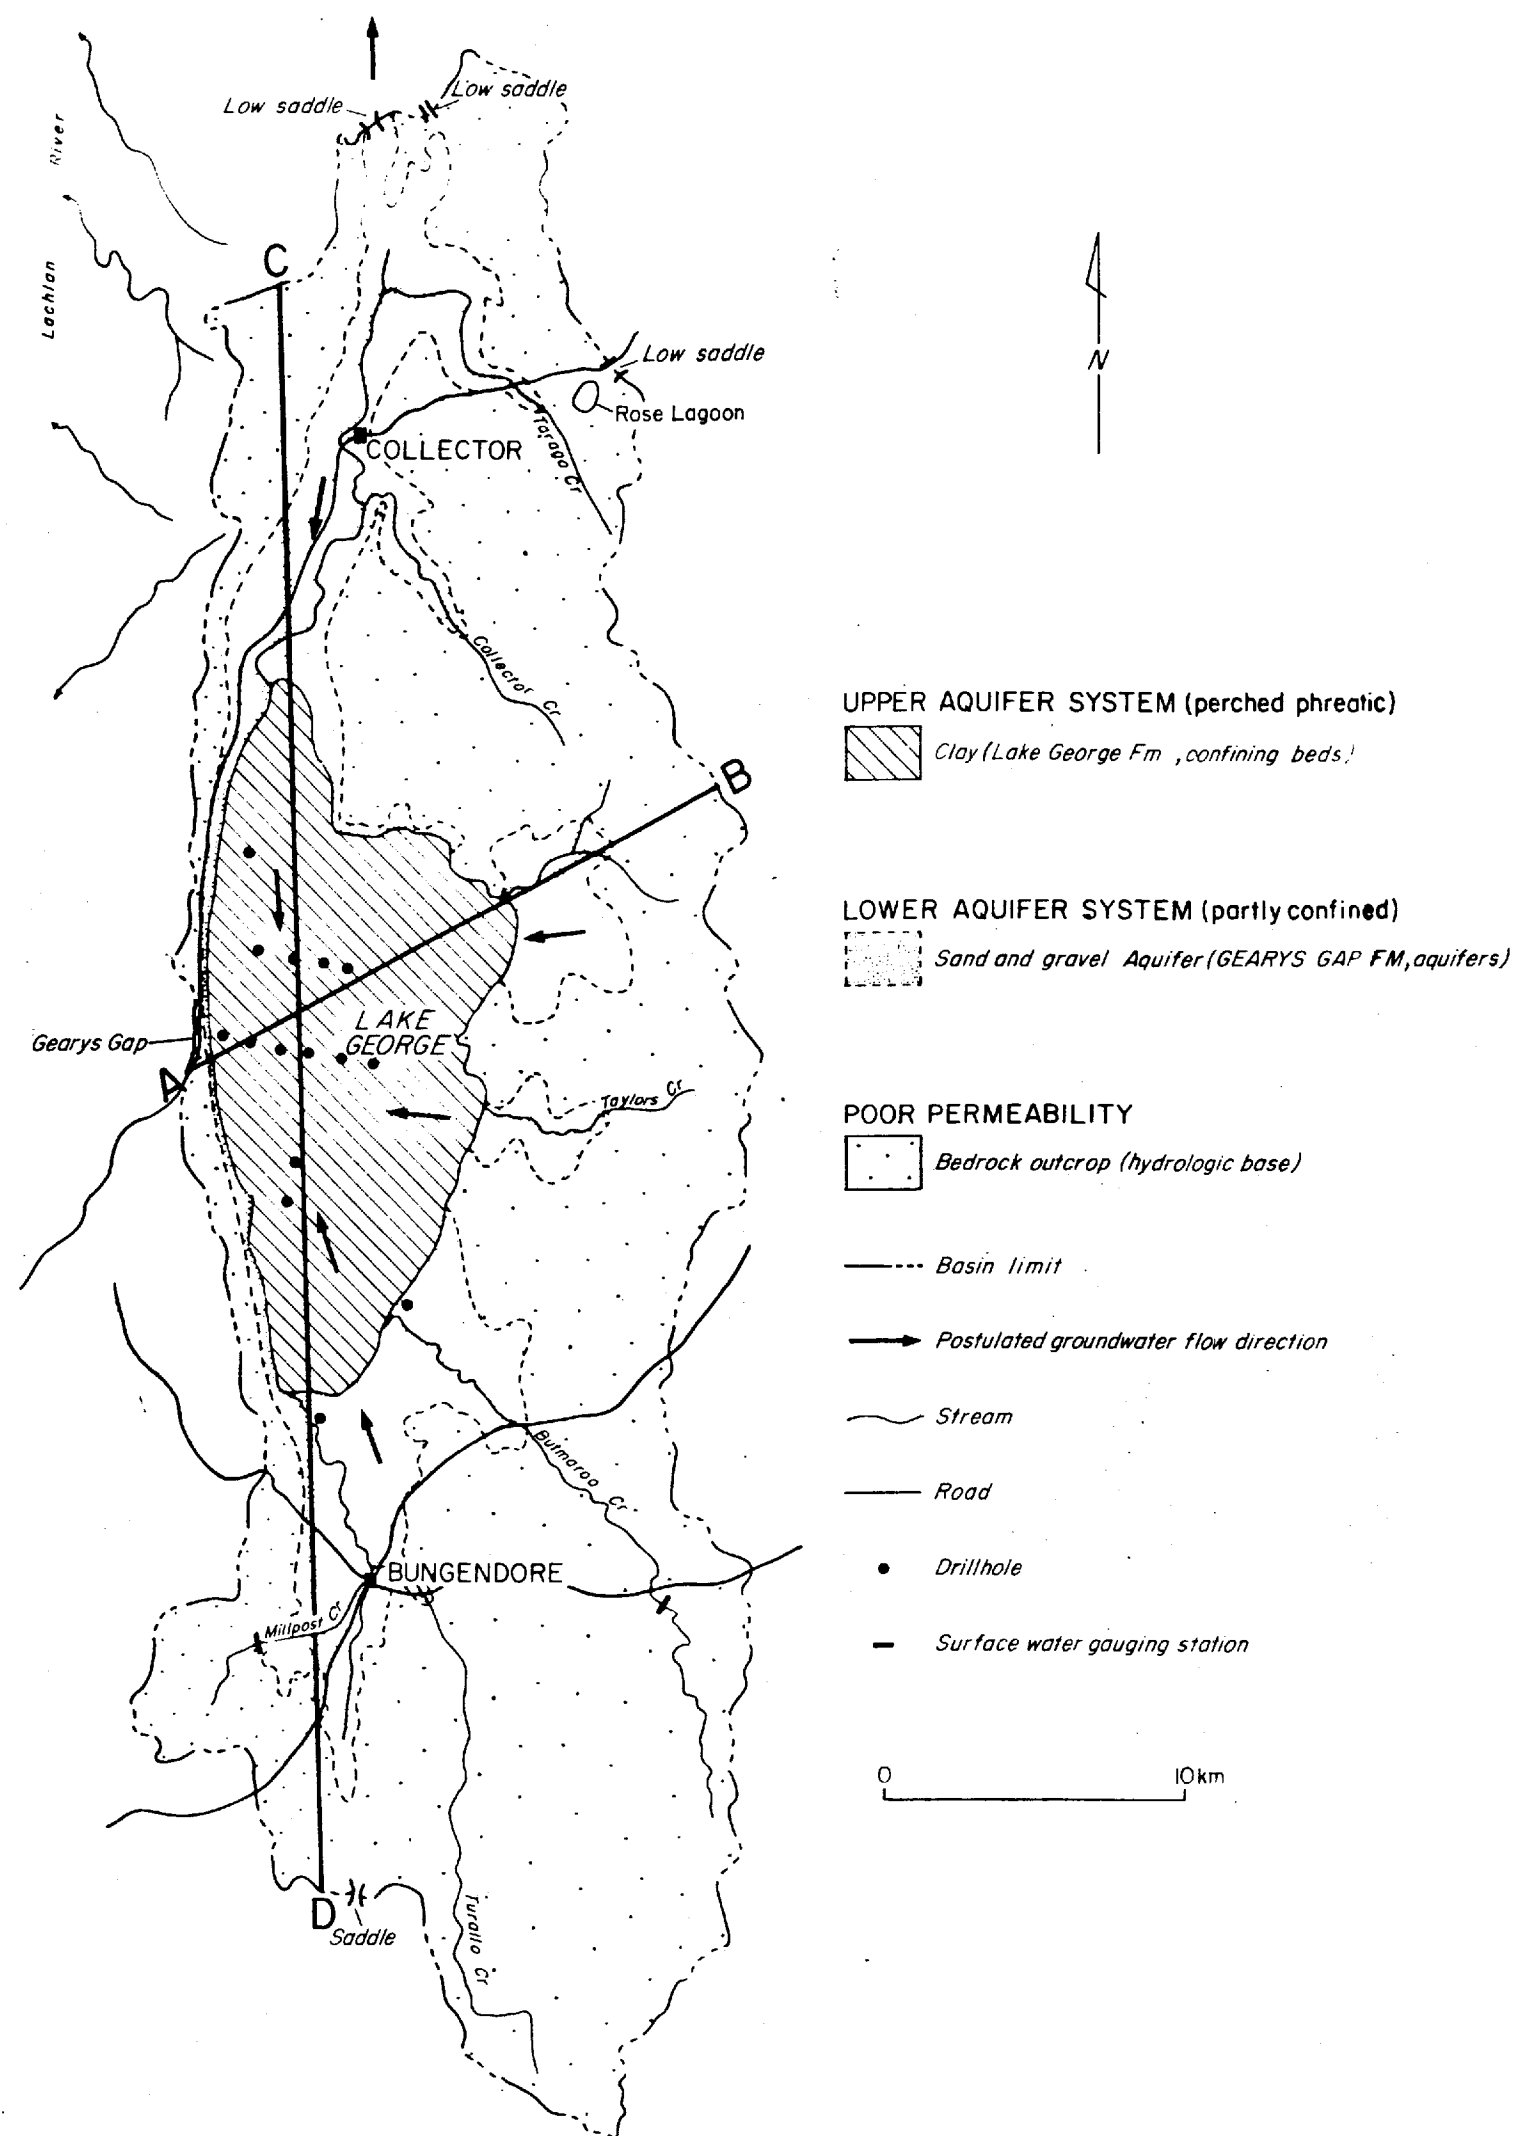 Low saddle
Low saddle
River
Lachlan
C
Low saddle
Rose Lagoon
N
COLLECTOR
Tarago Cr
Collector Cr
B
UPPER AQUIFER SYSTEM (perched phreatic)
Clay (Lake George Fm , confining beds)
LOWER AQUIFER SYSTEM (partly confined)
Sand and gravel Aquifer (GEARYS GAP FM, aquifers)
LAKE
GEORGE
Gearys Gap
A
Taylors Cr
POOR PERMEABILITY
Bedrock outcrop (hydrologic base)
Basin limit
Postulated groundwater flow direction
Stream
Butmaroo Cr
Road
BUNGENDORE
Drillhole
Millpost Cr
Surface water gauging station
0 10km
D
Saddle
Turallo Cr